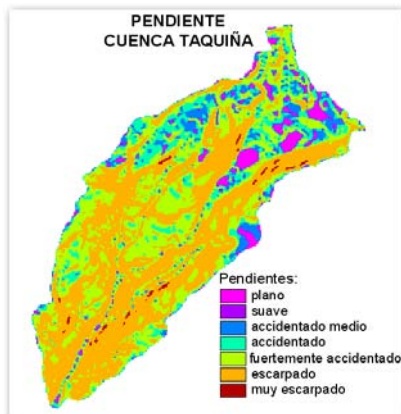 PENDIENTE
CUENCA TAQUIÑA
Pendientes:
plano
suave
accidentado medio
accidentado
fuertemente accidentado
escarpado
muy escarpado